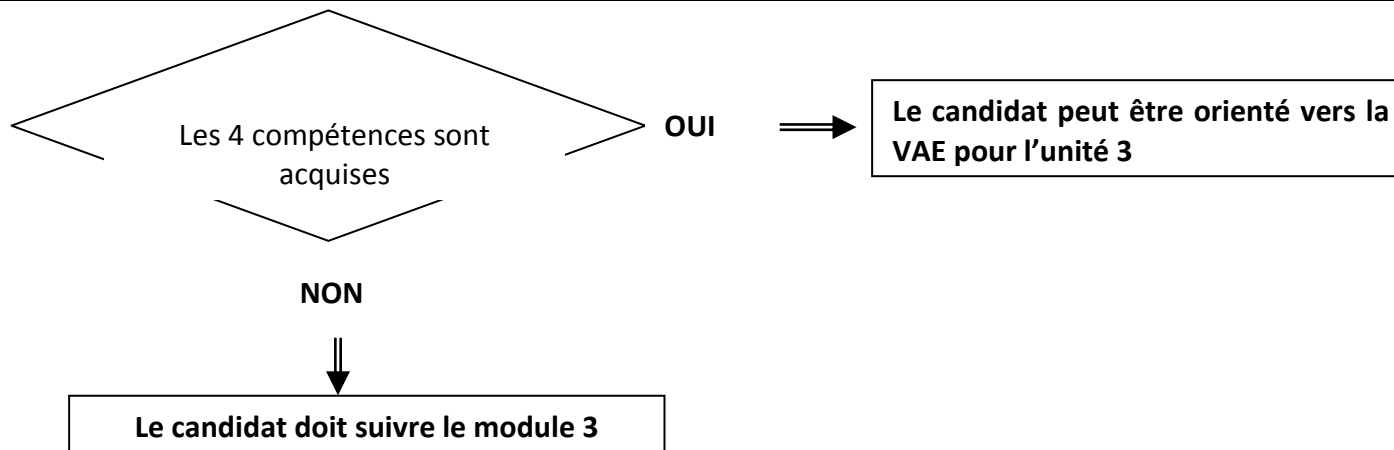 Les 4 compétences sont
acquises
OUI
Le candidat peut être orienté vers la
VAE pour l’unité 3
NON
Le candidat doit suivre le module 3